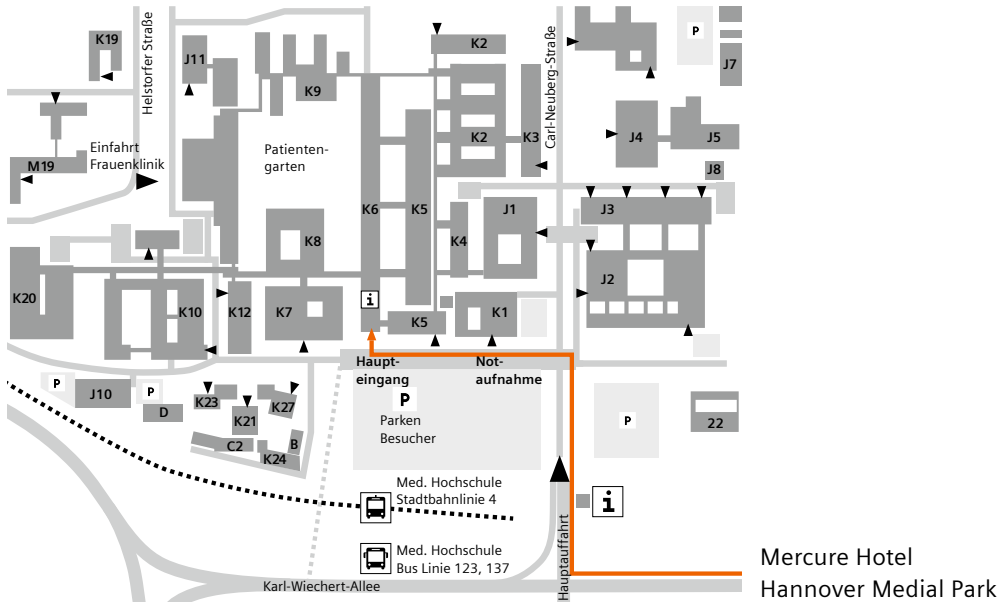 K19
Helstorfer Straße
J11
K9
K2
Carl-Neuberg-Straße
P
J7
K2
K3
J4
J5
J8
M19
Einfahrt
Frauenklinik
Patienten-
garten
K6
K5
K4
J1
J3
J2
K8
K20
K10
K12
K7
i
K5
K1
Haupt-
eingang
Not-
aufnahme
P
Parken
Besucher
P
J10
P
D
K23
K21
K27
C2
B
K24
P
22
Med. Hochschule
Stadtbahnlinie 4
i
Hauptauffahrt
Med. Hochschule
Bus Linie 123, 137
Karl-Wiechert-Allee
Mercure Hotel
Hannover Medial Park